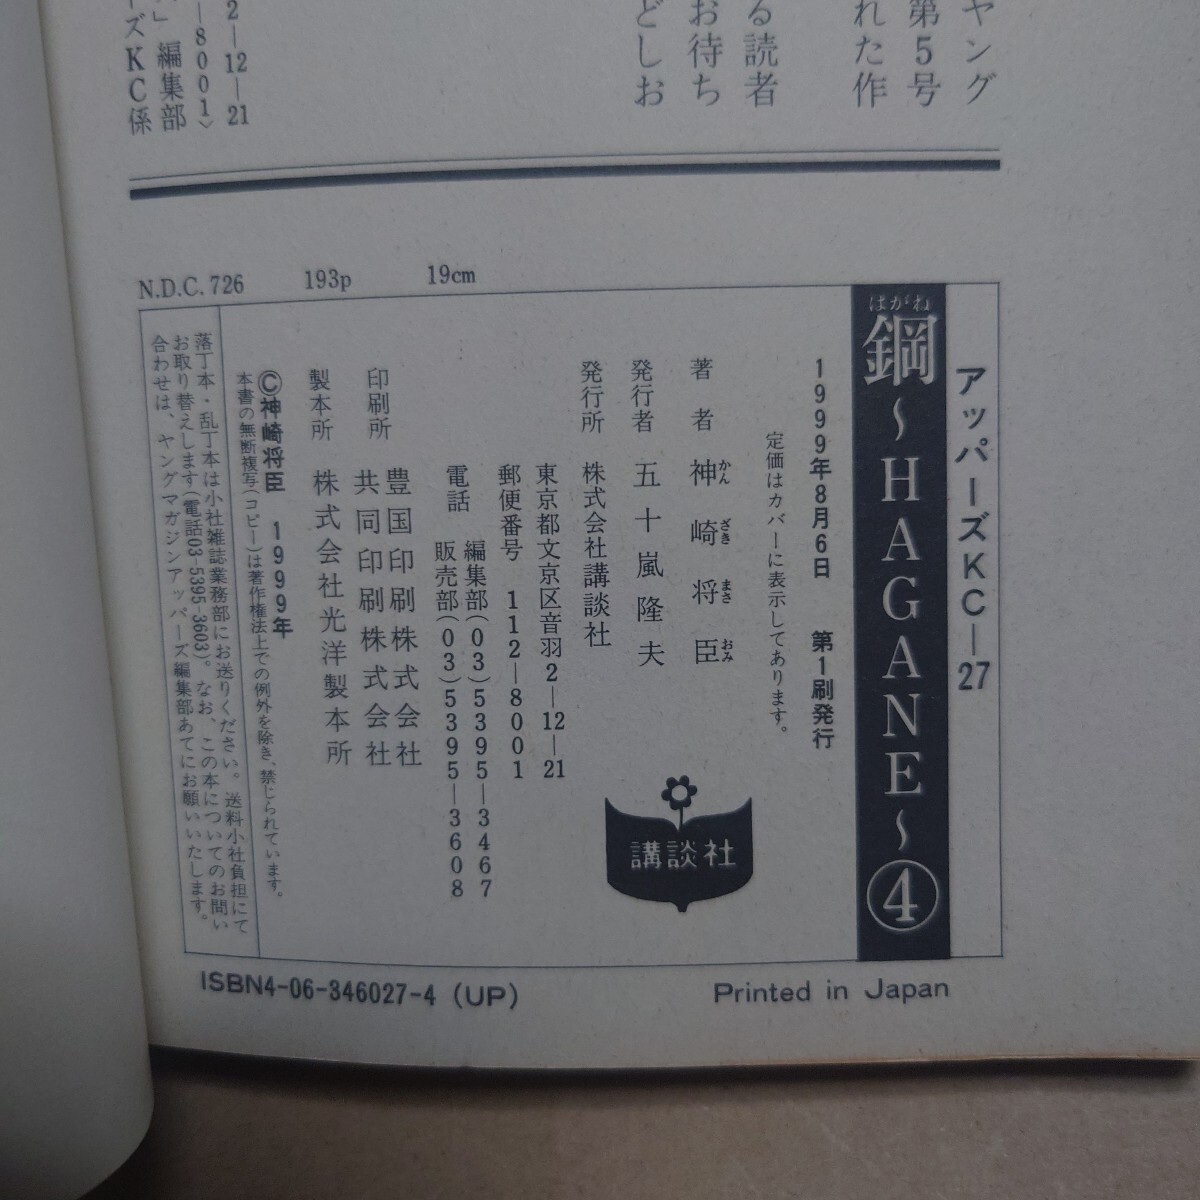 ヤング
第5号
れた作
る読者
お待ち
どしお
2―12―21
―8001〉
」編集部
ーズKC係
N.D.C.726　193p　19cm
アッパーズKC―27
はがね
鋼～HAGANE～④
1999年8月6日　第1刷発行
定価はカバーに表示してあります。
著者　神崎将臣
かんざきまさおみ
発行者　五十嵐隆夫
発行所　株式会社講談社
東京都文京区音羽2―12―21
郵便番号　112―8001
電話　編集部(03)5395―3467
販売部(03)5395―3608
講談社
印刷所　豊国印刷株式会社
共同印刷株式会社
製本所　株式会社光洋製本所
©神崎将臣　1999年
本書の無断複写(コピー)は著作権法上での例外を除き、禁じられています。
落丁本・乱丁本は小社雑誌業務部にお送りください。送料小社負担にて
お取り替えします(電話03-5395-3603)。なお、この本についてのお問い
合わせは、ヤングマガジンアッパーズ編集部あてにお願いいたします。
ISBN4-06-346027-4 (UP)
Printed in Japan